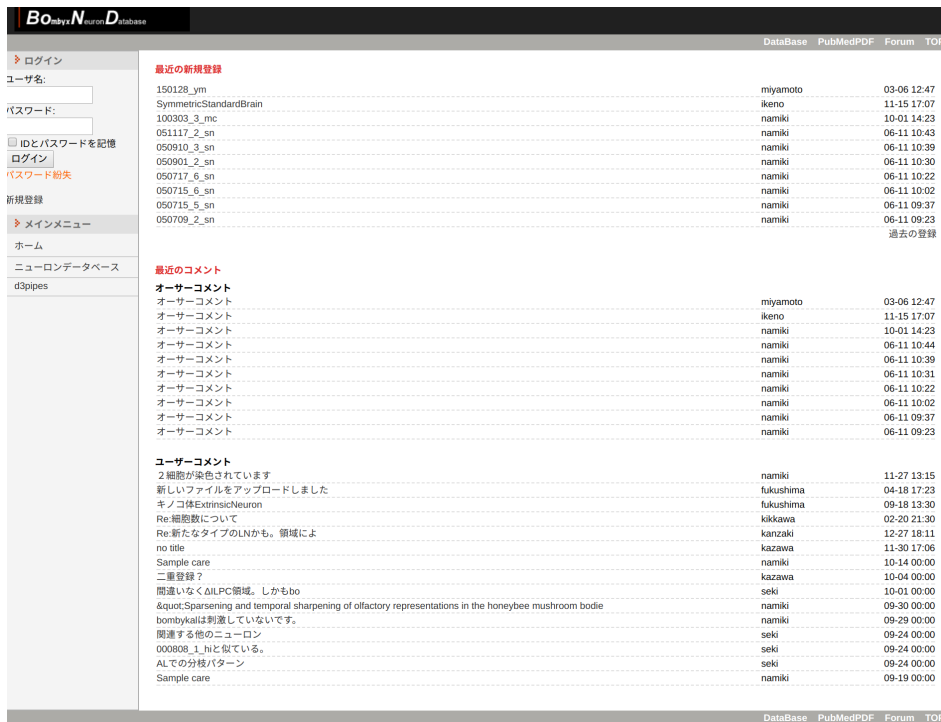 Bombyx Neuron Database
DataBase PubMedPDF Forum TOP
ログイン
ユーザ名:
パスワード:
IDとパスワードを記憶
ログイン
パスワード紛失
新規登録
メインメニュー
ホーム
ニューロンデータベース
d3pipes
最近の新規登録
150128_ym miyamoto 03-06 12:47
SymmetricStandardBrain ikeno 11-15 17:07
100303_3_mc namiki 10-01 14:23
051117_2_sn namiki 06-11 10:43
050910_3_sn namiki 06-11 10:39
050901_2_sn namiki 06-11 10:30
050717_6_sn namiki 06-11 10:22
050715_6_sn namiki 06-11 10:02
050715_5_sn namiki 06-11 09:37
050709_2_sn namiki 06-11 09:23
過去の登録
最近のコメント
オーサーコメント
オーサーコメント miyamoto 03-06 12:47
オーサーコメント ikeno 11-15 17:07
オーサーコメント namiki 10-01 14:23
オーサーコメント namiki 06-11 10:44
オーサーコメント namiki 06-11 10:39
オーサーコメント namiki 06-11 10:31
オーサーコメント namiki 06-11 10:22
オーサーコメント namiki 06-11 10:02
オーサーコメント namiki 06-11 09:37
オーサーコメント namiki 06-11 09:23
ユーザーコメント
２細胞が染色されています namiki 11-27 13:15
新しいファイルをアップロードしました fukushima 04-18 17:23
キノコ体ExtrinsicNeuron fukushima 09-18 13:30
Re:細胞数について kikkawa 02-20 21:30
Re:新たなタイプのLNかも。領域によ kanzaki 12-27 18:11
no title kazawa 11-30 17:06
Sample care namiki 10-14 00:00
二重登録？ kazawa 10-04 00:00
間違いなくΔILPC領域。しかもbo seki 10-01 00:00
&quot;Sparsening and temporal sharpening of olfactory representations in the honeybee mushroom bodie namiki 09-30 00:00
bombykalは刺激していないです。 namiki 09-29 00:00
関連する他のニューロン seki 09-24 00:00
000808_1_hiと似ている。 seki 09-24 00:00
ALでの分枝パターン seki 09-24 00:00
Sample care namiki 09-19 00:00
DataBase PubMedPDF Forum TOP